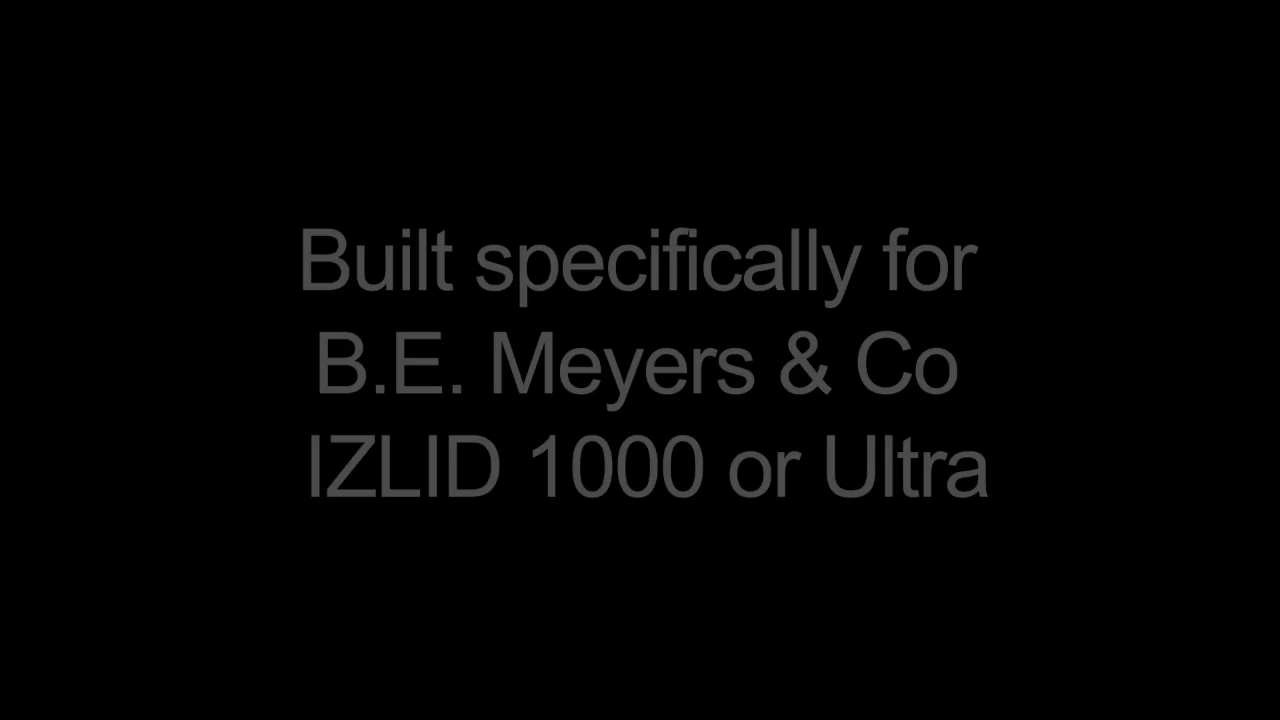 Built specifically for
B.E. Meyers & Co
IZLID 1000 or Ultra